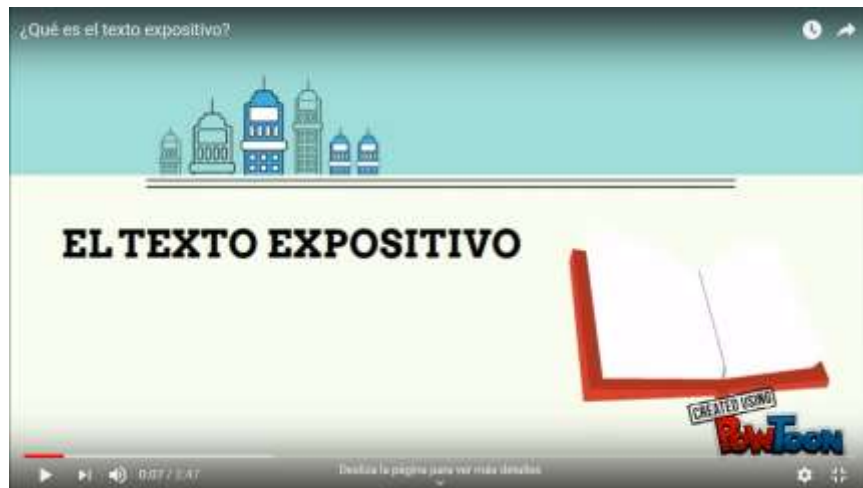 ¿Qué es el texto expositivo?
EL TEXTO EXPOSITIVO
CREATED USING
POWTOON
0:07 / 2:47
Desliza la página para ver más detalles